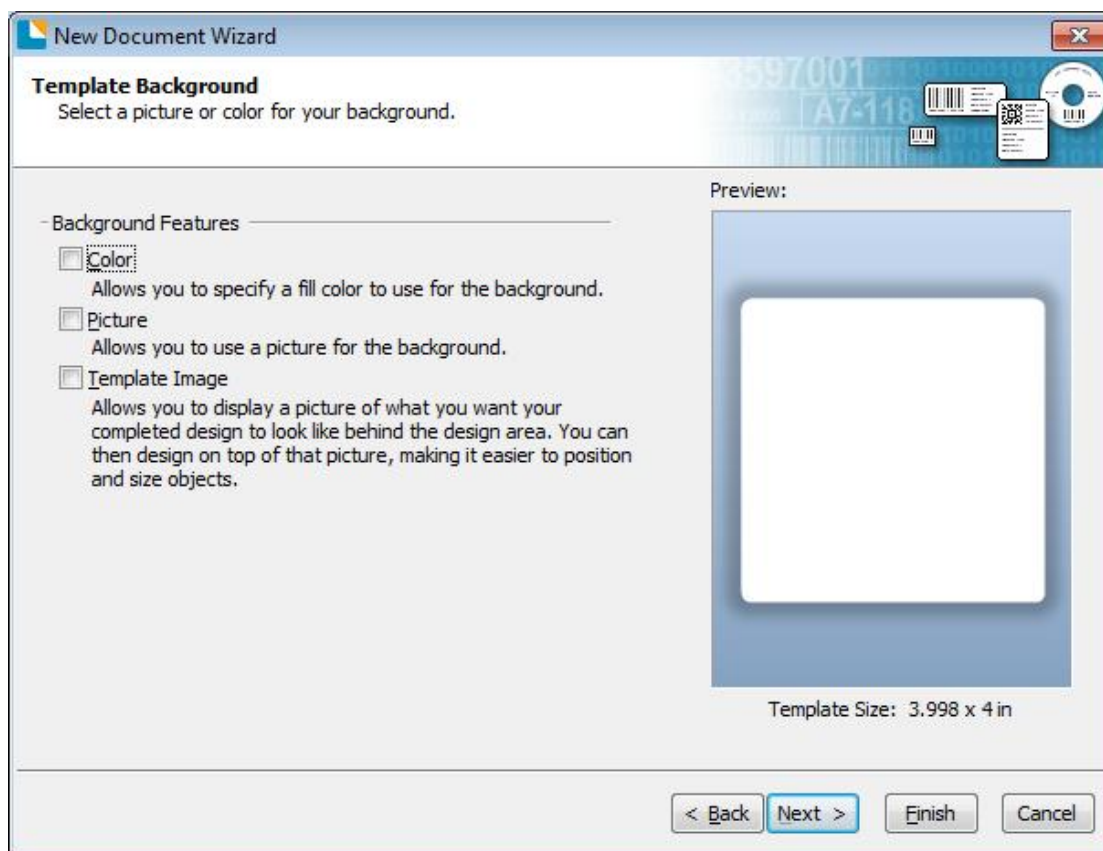 New Document Wizard
Template Background
Select a picture or color for your background.
3597001
A7-118
Preview:
Background Features
Color
Allows you to specify a fill color to use for the background.
Picture
Allows you to use a picture for the background.
Template Image
Allows you to display a picture of what you want your
completed design to look like behind the design area. You can
then design on top of that picture, making it easier to position
and size objects.
Template Size: 3.998 x 4 in
< Back
Next >
Finish
Cancel